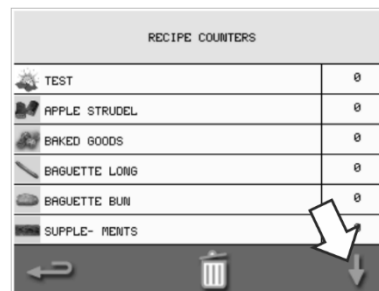 RECIPE COUNTERS
TEST 0
APPLE STRUDEL 0
BAKED GOODS 0
BAGUETTE LONG 0
BAGUETTE BUN 0
SUPPLE- MENTS